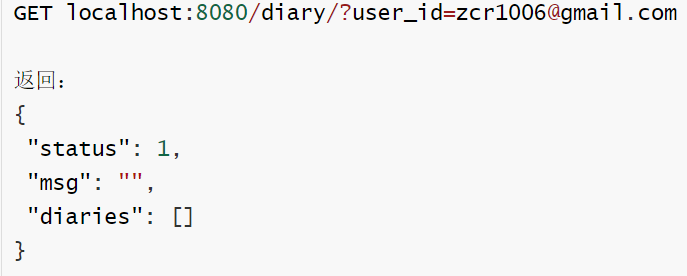 GET localhost:8080/diary/?user_id=zcr1006@gmail.com
返回：
{
"status": 1,
"msg": "",
"diaries": []
}